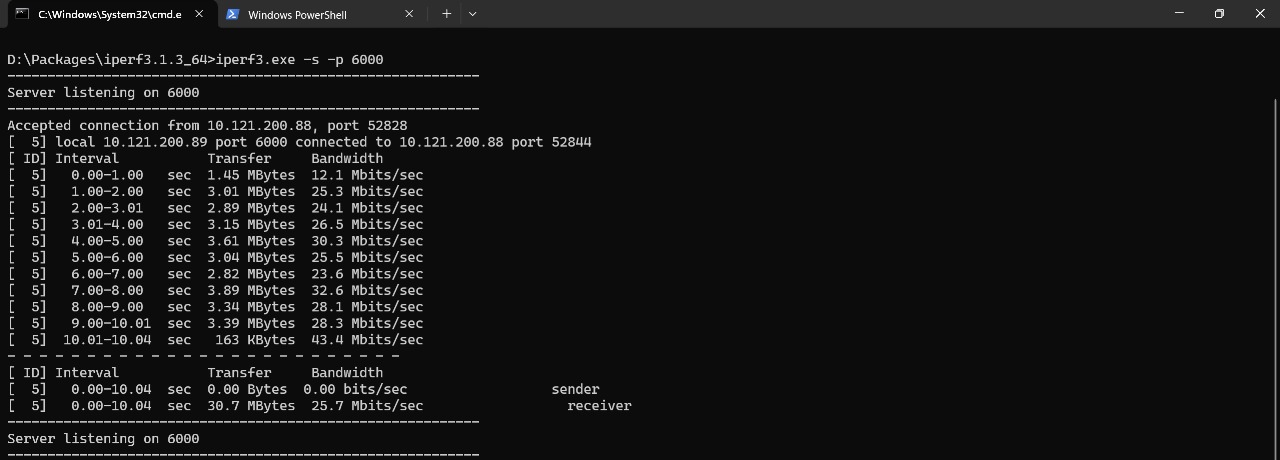 C:\Windows\System32\cmd.e
Windows PowerShell
D:\Packages\iperf3.1.3_64>iperf3.exe -s -p 6000
-----------------------------------------------------------
Server listening on 6000
-----------------------------------------------------------
Accepted connection from 10.121.200.88, port 52828
[  5] local 10.121.200.89 port 6000 connected to 10.121.200.88 port 52844
[ ID] Interval           Transfer     Bandwidth
[  5]   0.00-1.00   sec  1.45 MBytes  12.1 Mbits/sec
[  5]   1.00-2.00   sec  3.01 MBytes  25.3 Mbits/sec
[  5]   2.00-3.01   sec  2.89 MBytes  24.1 Mbits/sec
[  5]   3.01-4.00   sec  3.15 MBytes  26.5 Mbits/sec
[  5]   4.00-5.00   sec  3.61 MBytes  30.3 Mbits/sec
[  5]   5.00-6.00   sec  3.04 MBytes  25.5 Mbits/sec
[  5]   6.00-7.00   sec  2.82 MBytes  23.6 Mbits/sec
[  5]   7.00-8.00   sec  3.89 MBytes  32.6 Mbits/sec
[  5]   8.00-9.00   sec  3.34 MBytes  28.1 Mbits/sec
[  5]   9.00-10.01  sec  3.39 MBytes  28.3 Mbits/sec
[  5]  10.01-10.04  sec   163 KBytes  43.4 Mbits/sec
- - - - - - - - - - - - - - - - - - - - - - - - -
[ ID] Interval           Transfer     Bandwidth
[  5]   0.00-10.04  sec  0.00 Bytes  0.00 bits/sec                  sender
[  5]   0.00-10.04  sec  30.7 MBytes  25.7 Mbits/sec                  receiver
-----------------------------------------------------------
Server listening on 6000
-----------------------------------------------------------